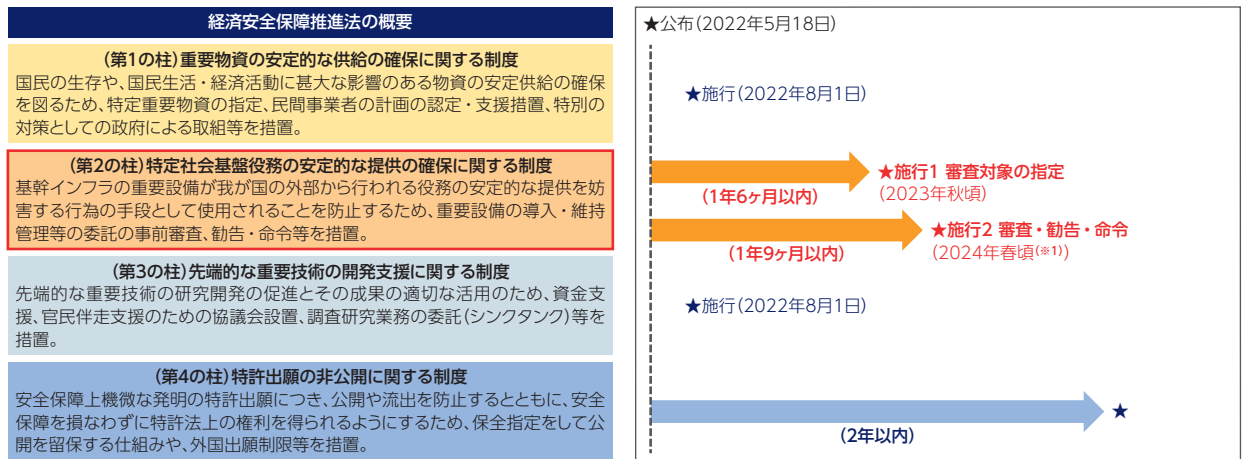 経済安全保障推進法の概要
(第1の柱)重要物資の安定的な供給の確保に関する制度
国民の生存や、国民生活・経済活動に甚大な影響のある物資の安定供給の確保
を図るため、特定重要物資の指定、民間事業者の計画の認定・支援措置、特別の
対策としての政府による取組等を措置。
(第2の柱)特定社会基盤役務の安定的な提供の確保に関する制度
基幹インフラの重要設備が我が国の外部から行われる役務の安定的な提供を妨
害する行為の手段として使用されることを防止するため、重要設備の導入・維持
管理等の委託の事前審査、勧告・命令等を措置。
(第3の柱)先端的な重要技術の開発支援に関する制度
先端的な重要技術の研究開発の促進とその成果の適切な活用のため、資金支
援、官民伴走支援のための協議会設置、調査研究業務の委託(シンクタンク)等を
措置。
(第4の柱)特許出願の非公開に関する制度
安全保障上機微な発明の特許出願につき、公開や流出を防止するとともに、安全
保障を損なわずに特許法上の権利を得られるようにするため、保全指定をして公
開を留保する仕組みや、外国出願制限等を措置。
★公布(2022年5月18日)
★施行(2022年8月1日)
★施行1 審査対象の指定
(1年6ヶ月以内)
(2023年秋頃)
★施行2 審査・勧告・命令
(1年9ヶ月以内)
(2024年春頃(※1))
★施行(2022年8月1日)
★
(2年以内)